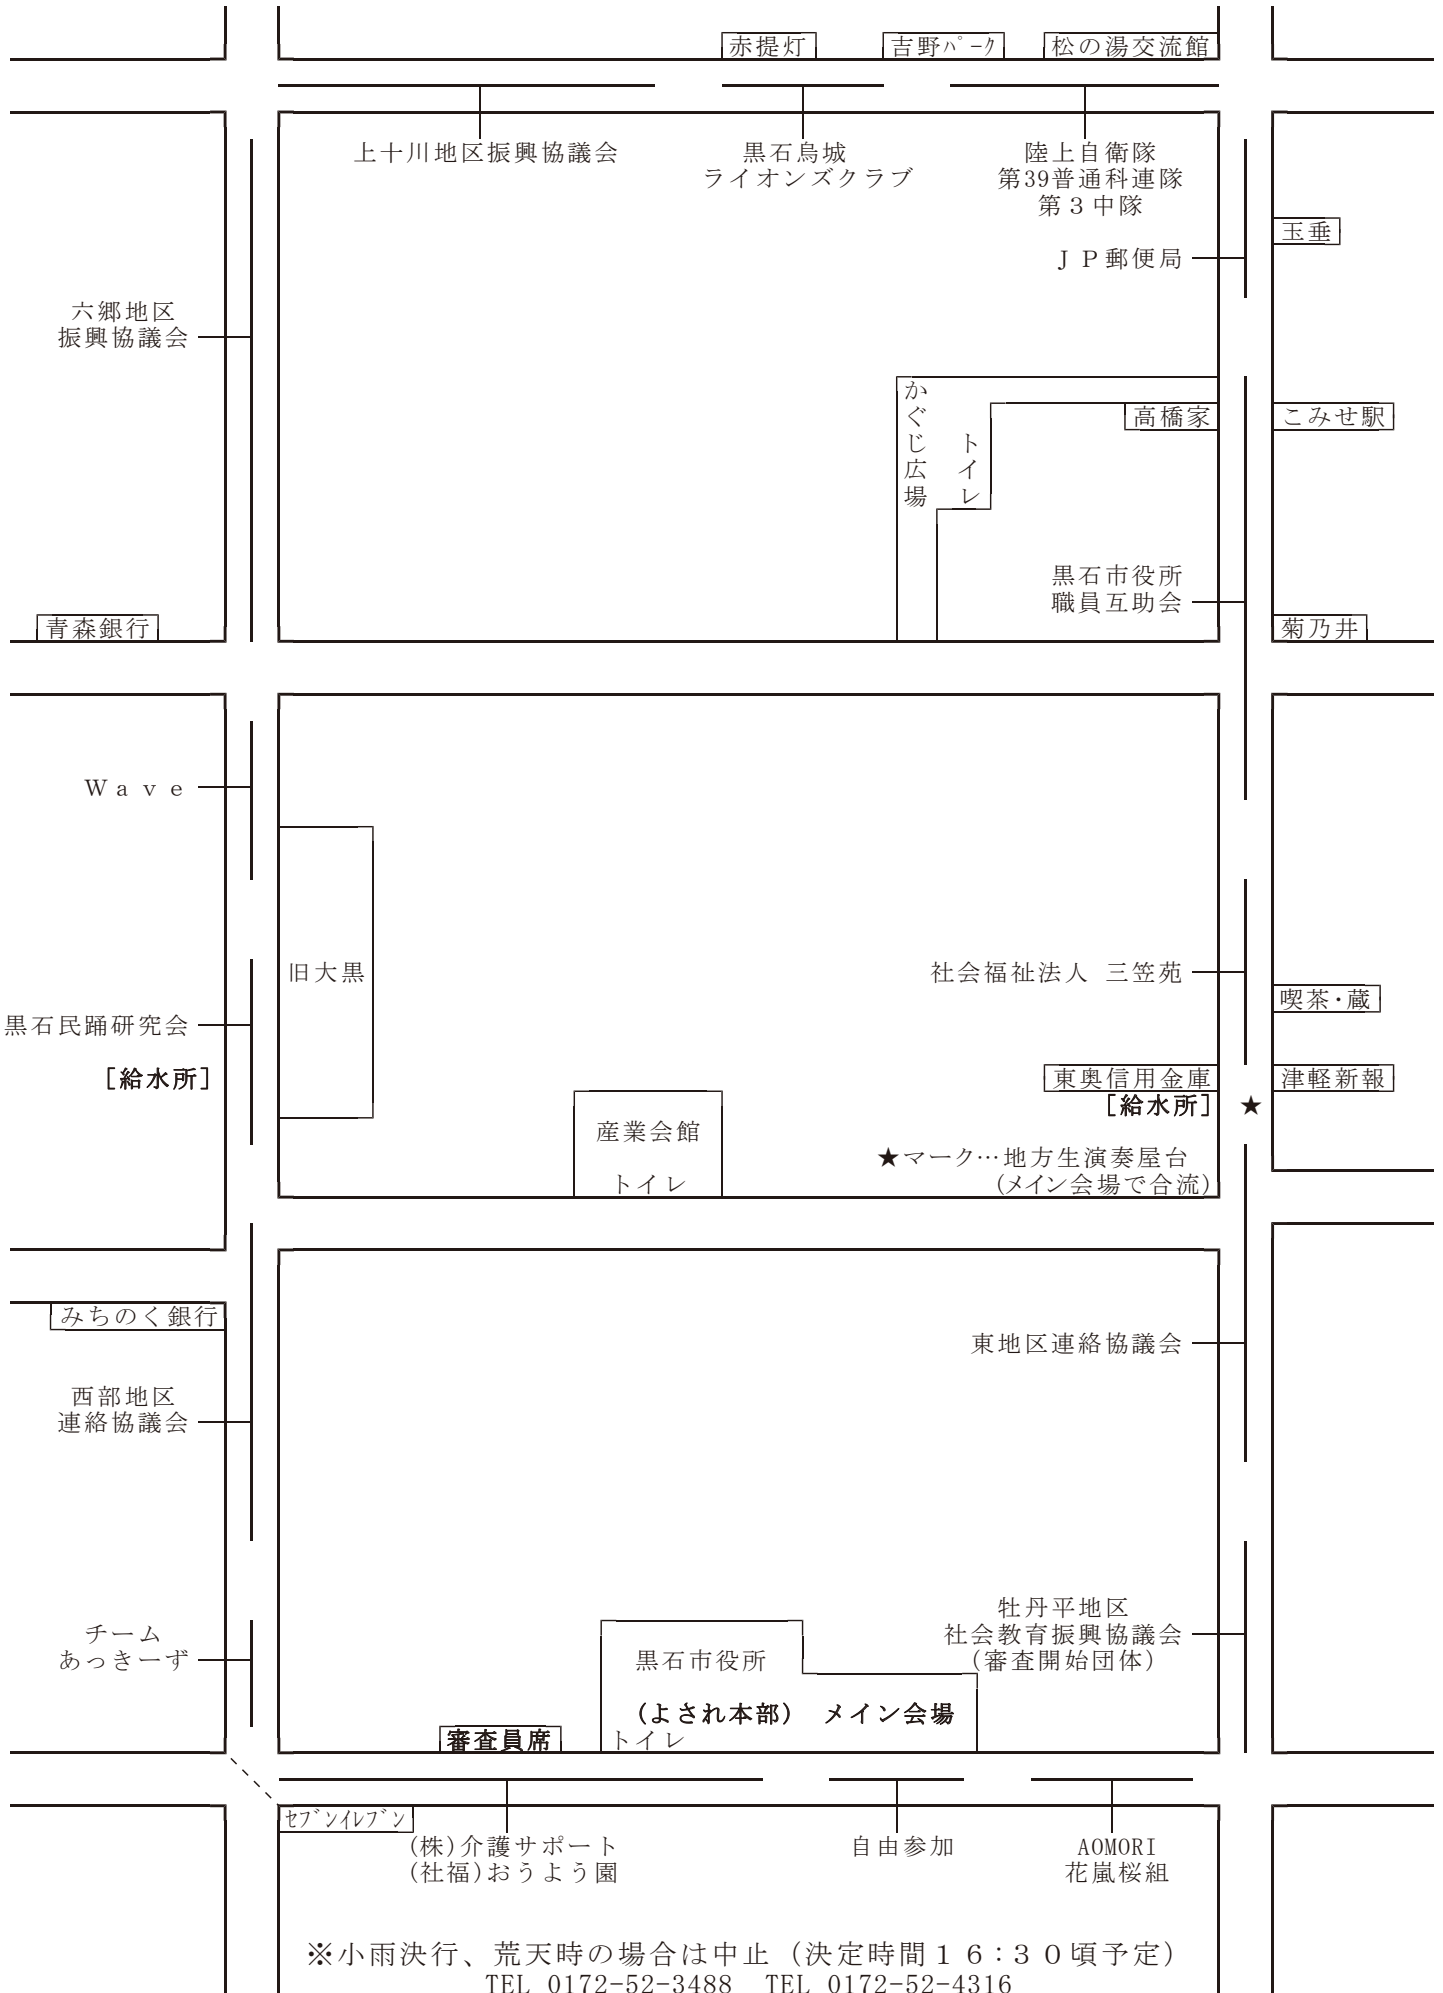 赤提灯
吉野パーク
松の湯交流館
上十川地区振興協議会
黒石烏城
ライオンズクラブ
陸上自衛隊
第39普通科連隊
第３中隊
玉垂
ＪＰ郵便局
六郷地区
振興協議会
かぐじ広場
トイレ
高橋家
こみせ駅
黒石市役所
職員互助会
青森銀行
菊乃井
Ｗａｖｅ
旧大黒
社会福祉法人 三笠苑
喫茶・蔵
黒石民踊研究会
［給水所］
東奥信用金庫
津軽新報
［給水所］ ★
産業会館
トイレ
★マーク…地方生演奏屋台
(メイン会場で合流)
みちのく銀行
東地区連絡協議会
西部地区
連絡協議会
チーム
あっきーず
牡丹平地区
社会教育振興協議会
(審査開始団体)
黒石市役所
(よされ本部) メイン会場
審査員席
トイレ
セブンイレブン
(株)介護サポート
(社福)おうよう園
自由参加
AOMORI
花嵐桜組
※小雨決行、荒天時の場合は中止（決定時間１６：３０頃予定）
TEL 0172-52-3488 TEL 0172-52-4316